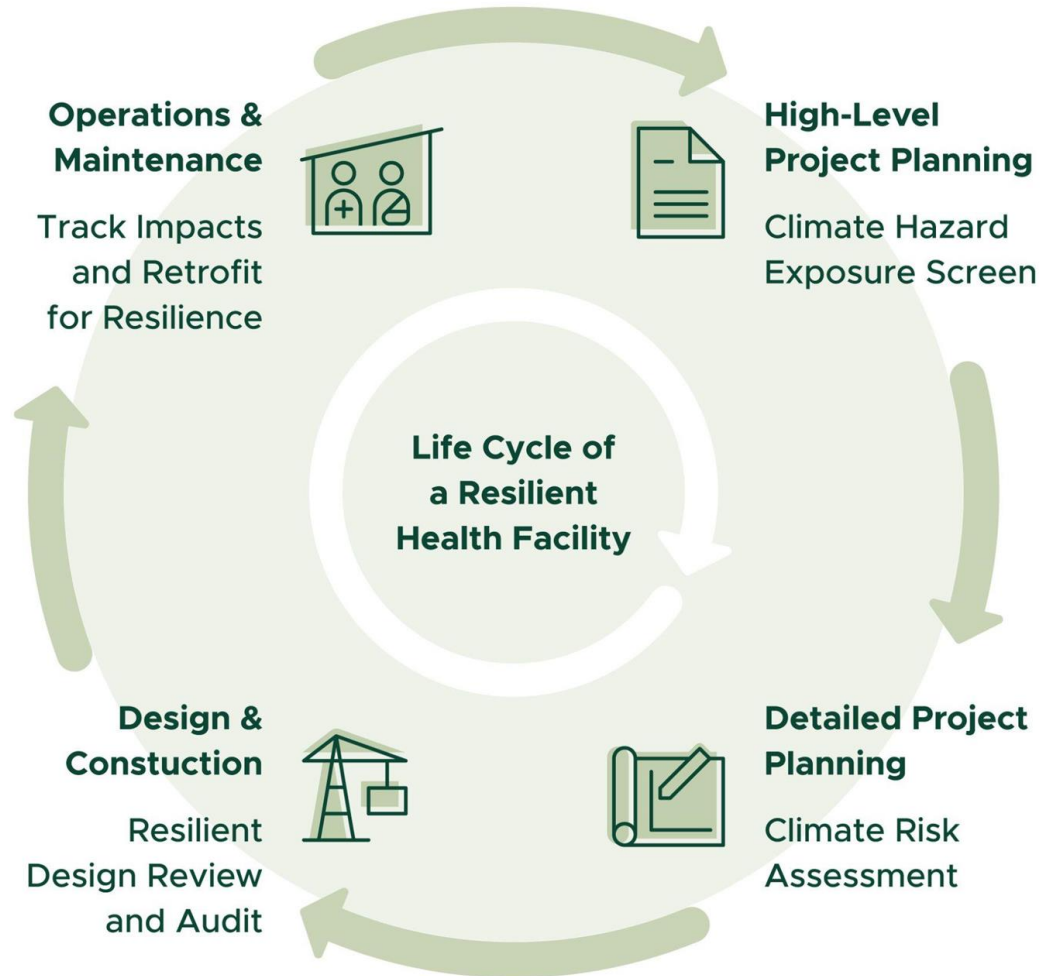 Operations &
Maintenance
Track Impacts
and Retrofit
for Resilience
High-Level
Project Planning
Climate Hazard
Exposure Screen
Life Cycle of
a Resilient
Health Facility
Design &
Constuction
Resilient
Design Review
and Audit
Detailed Project
Planning
Climate Risk
Assessment